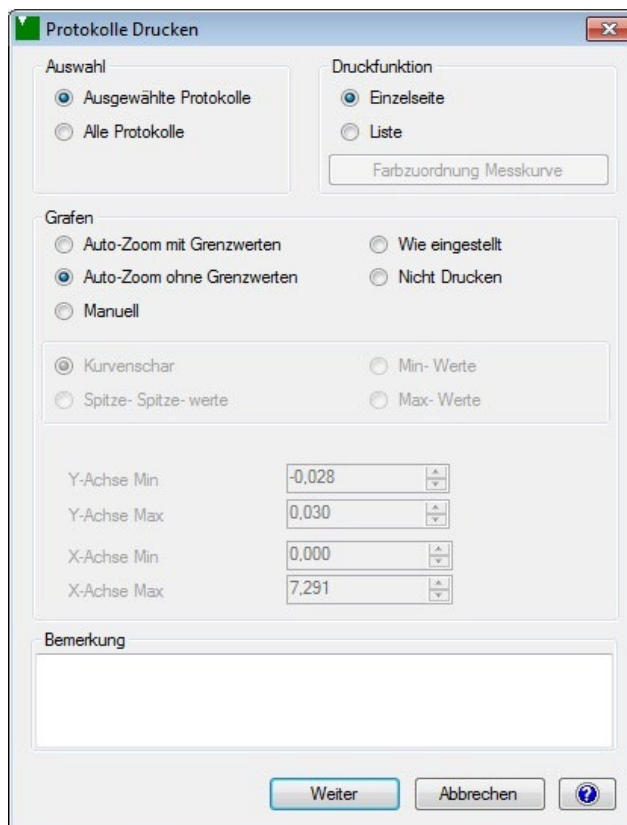 Protokolle Drucken
Auswahl
Ausgewählte Protokolle
Alle Protokolle
Druckfunktion
Einzelseite
Liste
Farbzuordnung Messkurve
Grafen
Auto-Zoom mit Grenzwerten
Wie eingestellt
Auto-Zoom ohne Grenzwerten
Nicht Drucken
Manuell
Kurvenschar
Min- Werte
Spitze- Spitze- werte
Max- Werte
Y-Achse Min -0,028
Y-Achse Max 0,030
X-Achse Min 0,000
X-Achse Max 7,291
Bemerkung
Weiter
Abbrechen
?